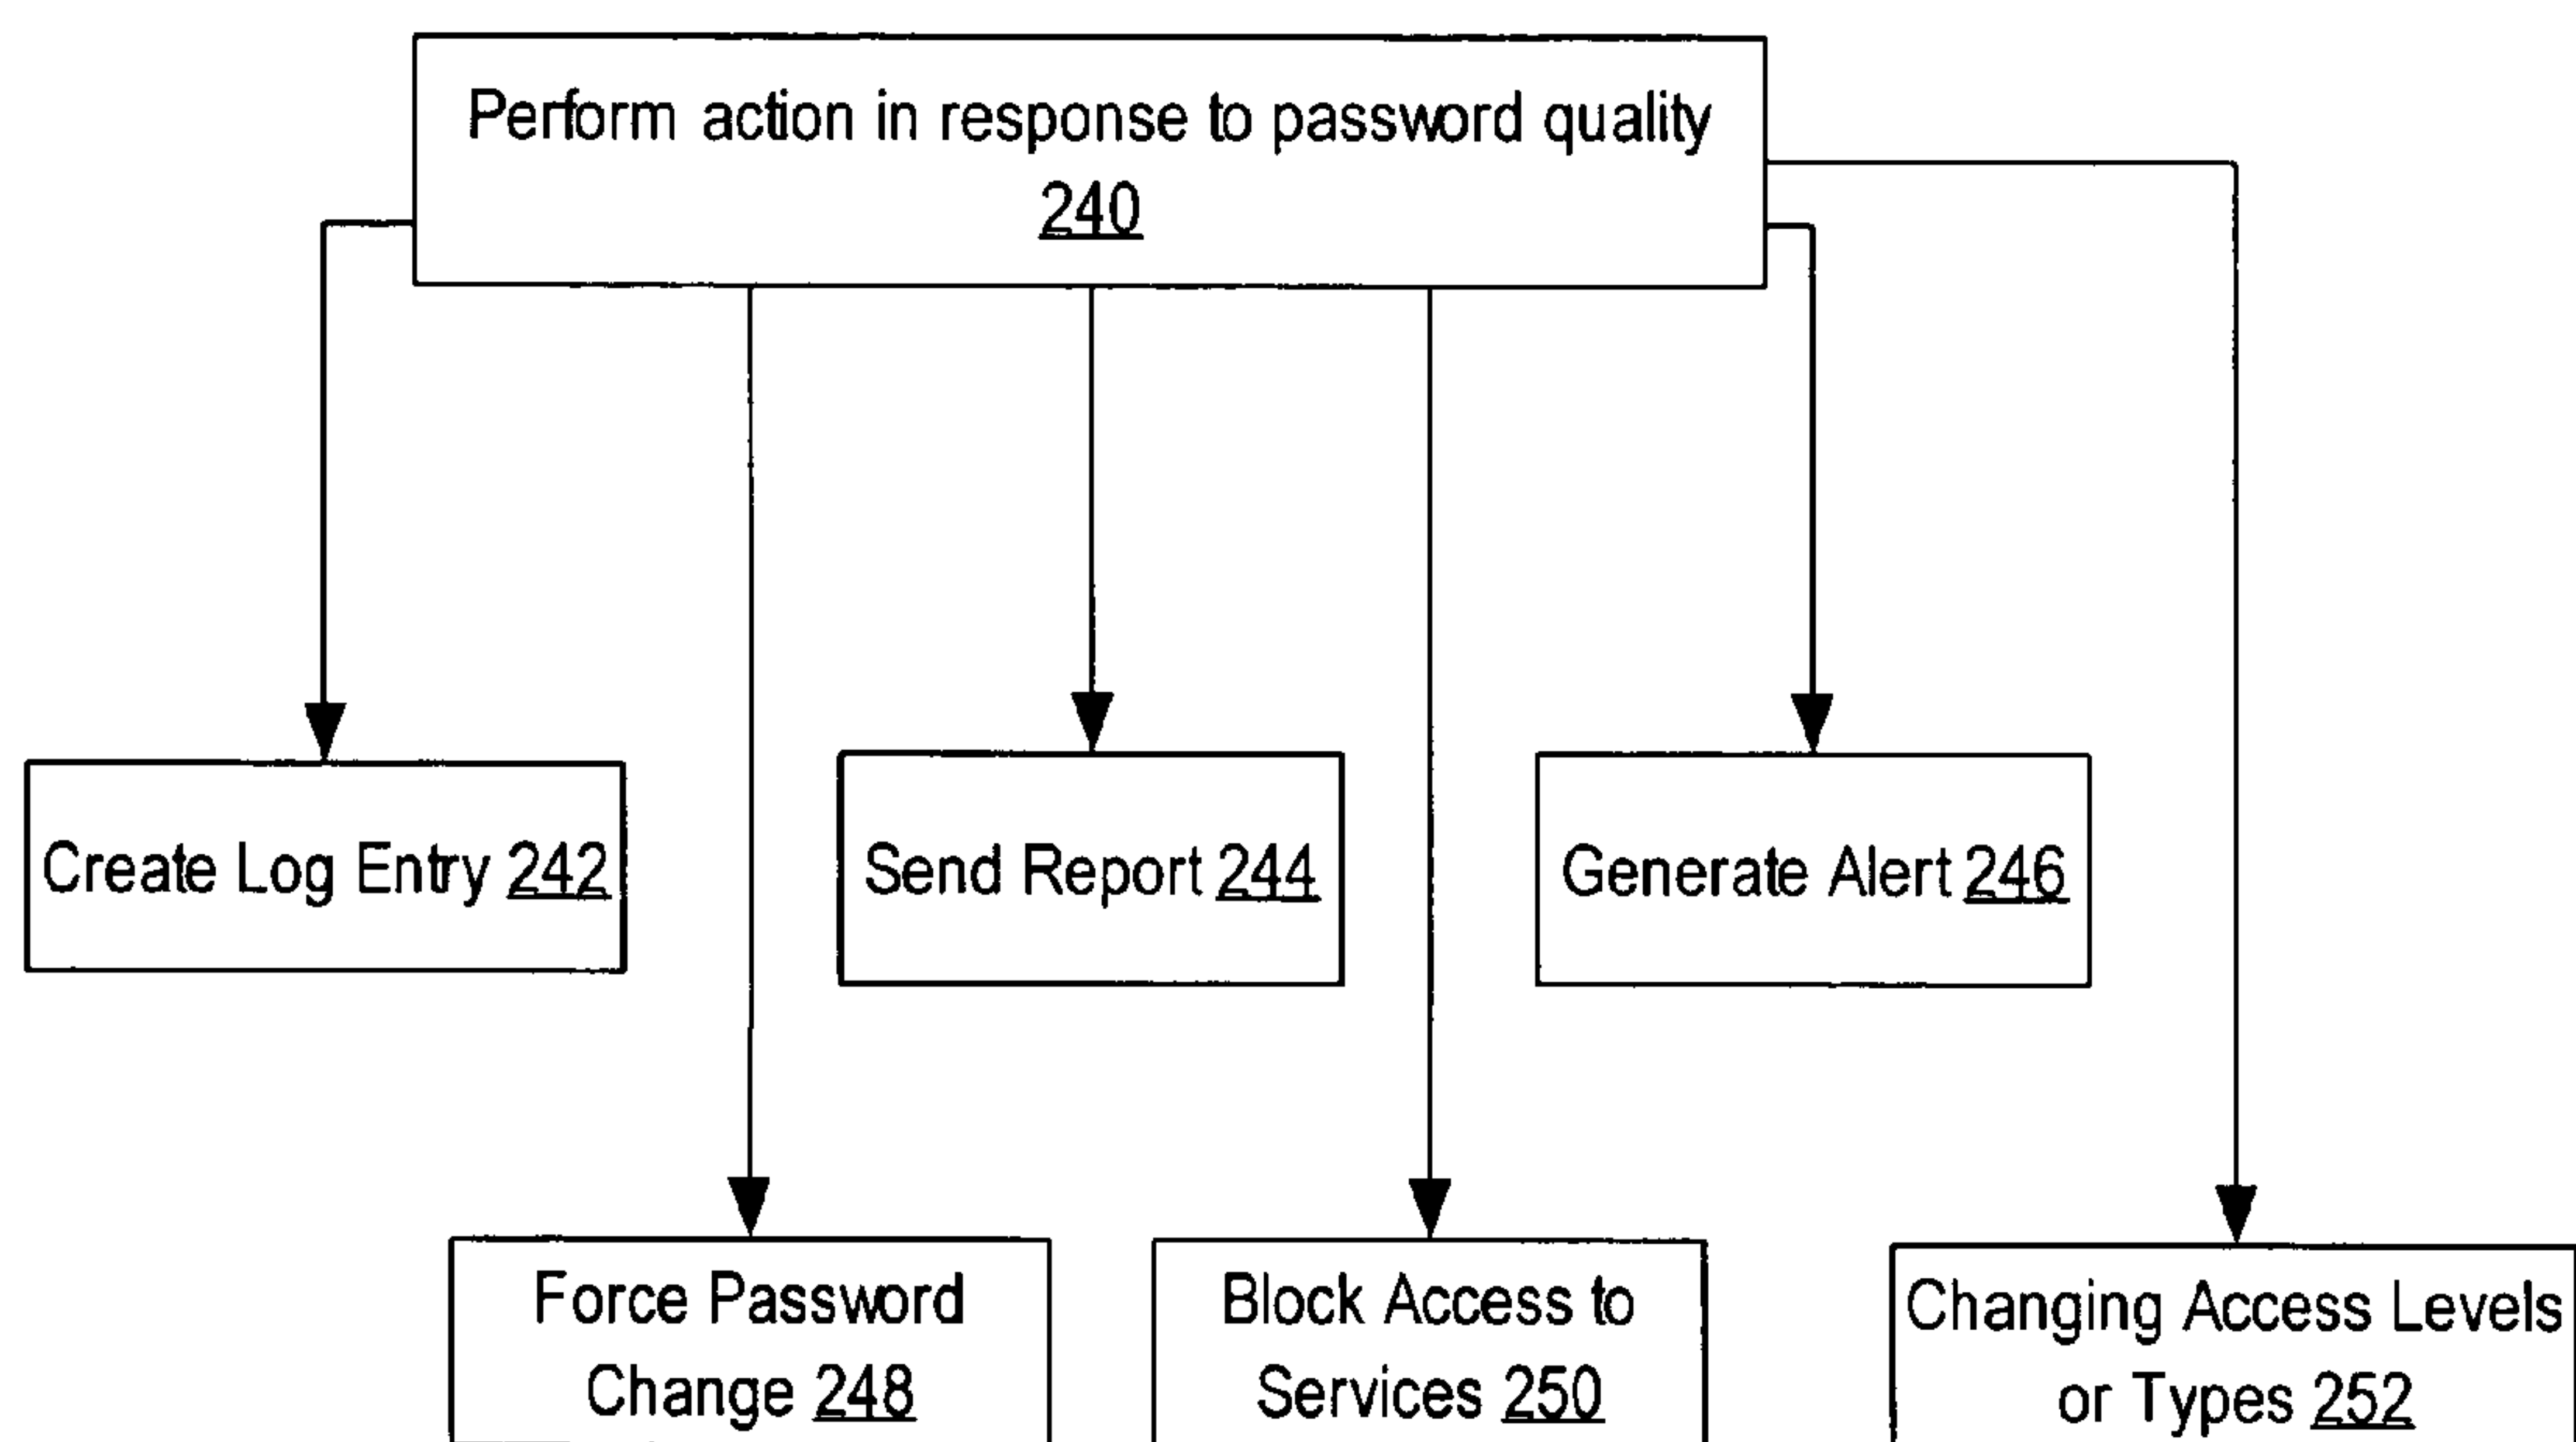 Perform action in response to password quality
240
Create Log Entry 242
Send Report 244
Generate Alert 246
Force Password
Change 248
Block Access to
Services 250
Changing Access Levels
or Types 252